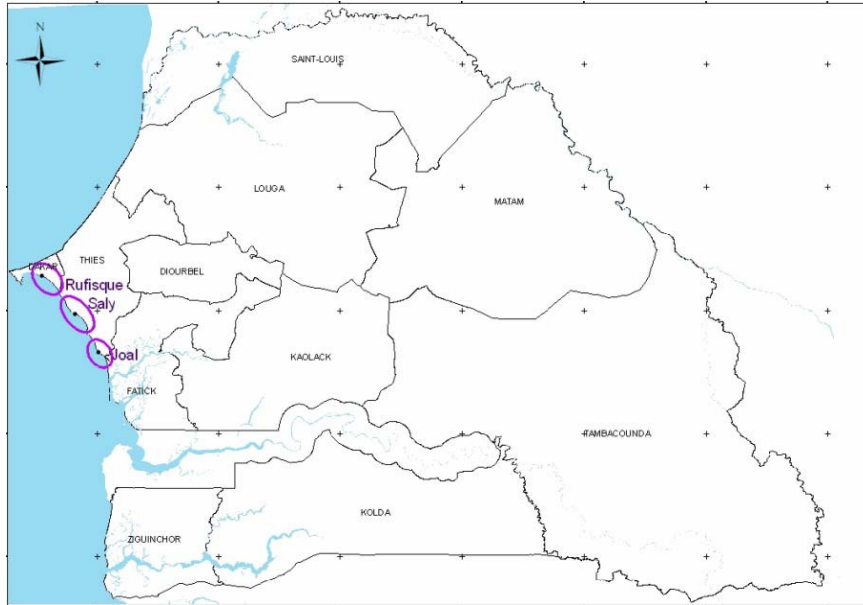 N
SAINT-LOUIS
LOUGA
MATAM
THIES
DAKAR
DIOURBEL
Rufisque
Saly
Joal
KAOLACK
FATICK
TAMBACOUNDA
KOLDA
ZIGUINCHOR